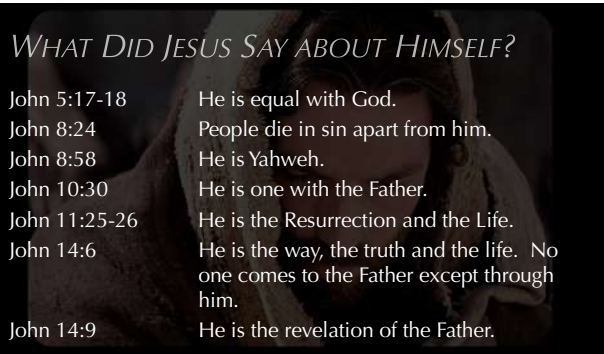 WHAT DID JESUS SAY ABOUT HIMSELF?
John 5:17-18 He is equal with God.
John 8:24 People die in sin apart from him.
John 8:58 He is Yahweh.
John 10:30 He is one with the Father.
John 11:25-26 He is the Resurrection and the Life.
John 14:6 He is the way, the truth and the life. No
one comes to the Father except through
him.
John 14:9 He is the revelation of the Father.